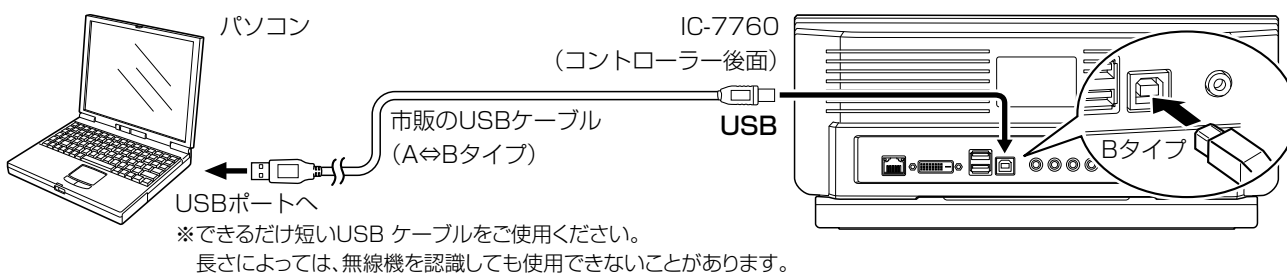 パソコン
IC-7760
（コントローラー後面）
市販のUSBケーブル
（A⇔Bタイプ）
USB
Bタイプ
USBポートへ
※できるだけ短いUSB ケーブルをご使用ください。
長さによっては、無線機を認識しても使用できないことがあります。